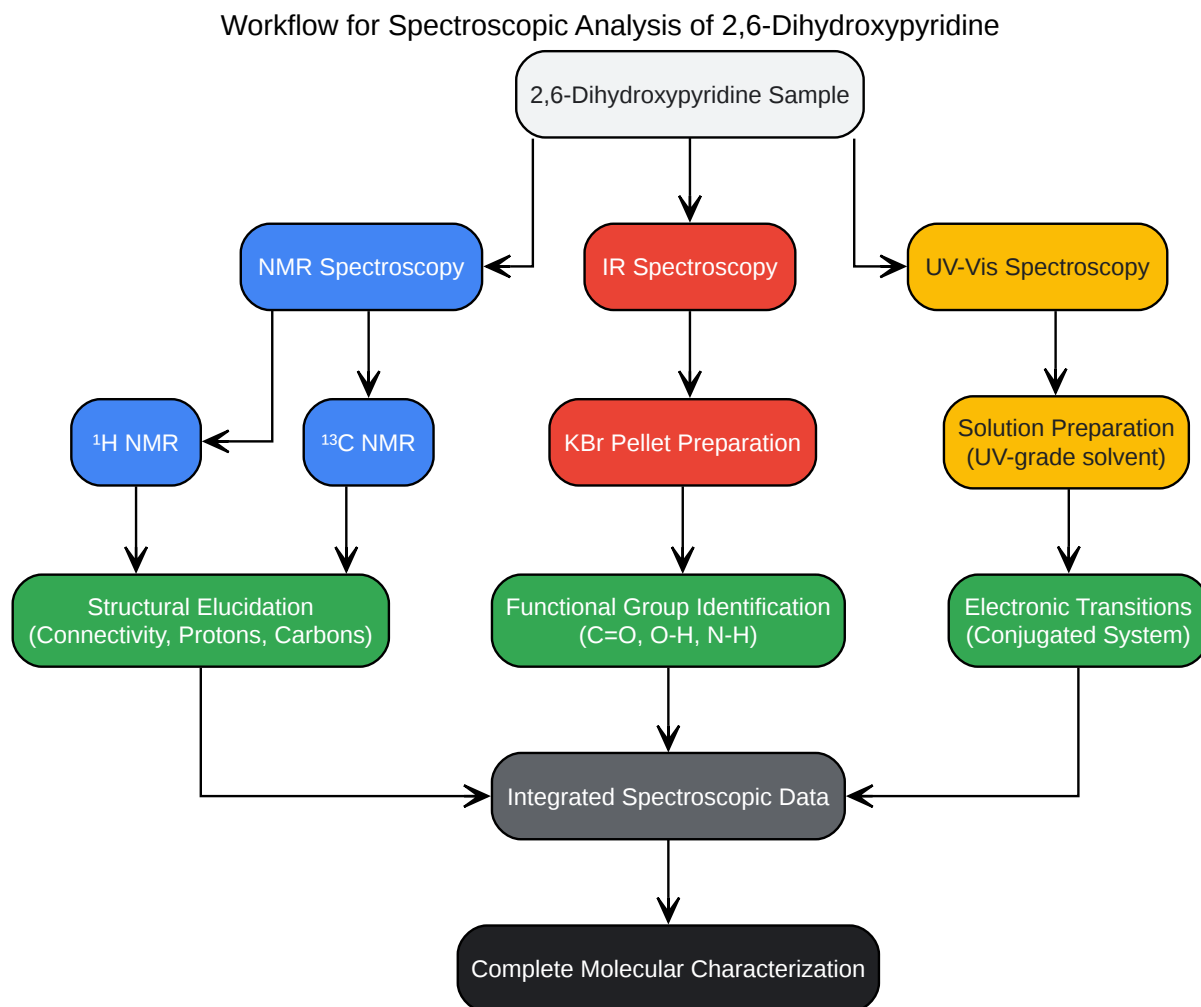 Workflow for Spectroscopic Analysis of 2,6-Dihydroxypyridine
2,6-Dihydroxypyridine Sample
NMR Spectroscopy
IR Spectroscopy
UV-Vis Spectroscopy
¹H NMR
¹³C NMR
KBr Pellet Preparation
Solution Preparation
(UV-grade solvent)
Structural Elucidation
(Connectivity, Protons, Carbons)
Functional Group Identification
(C=O, O-H, N-H)
Electronic Transitions
(Conjugated System)
Integrated Spectroscopic Data
Complete Molecular Characterization